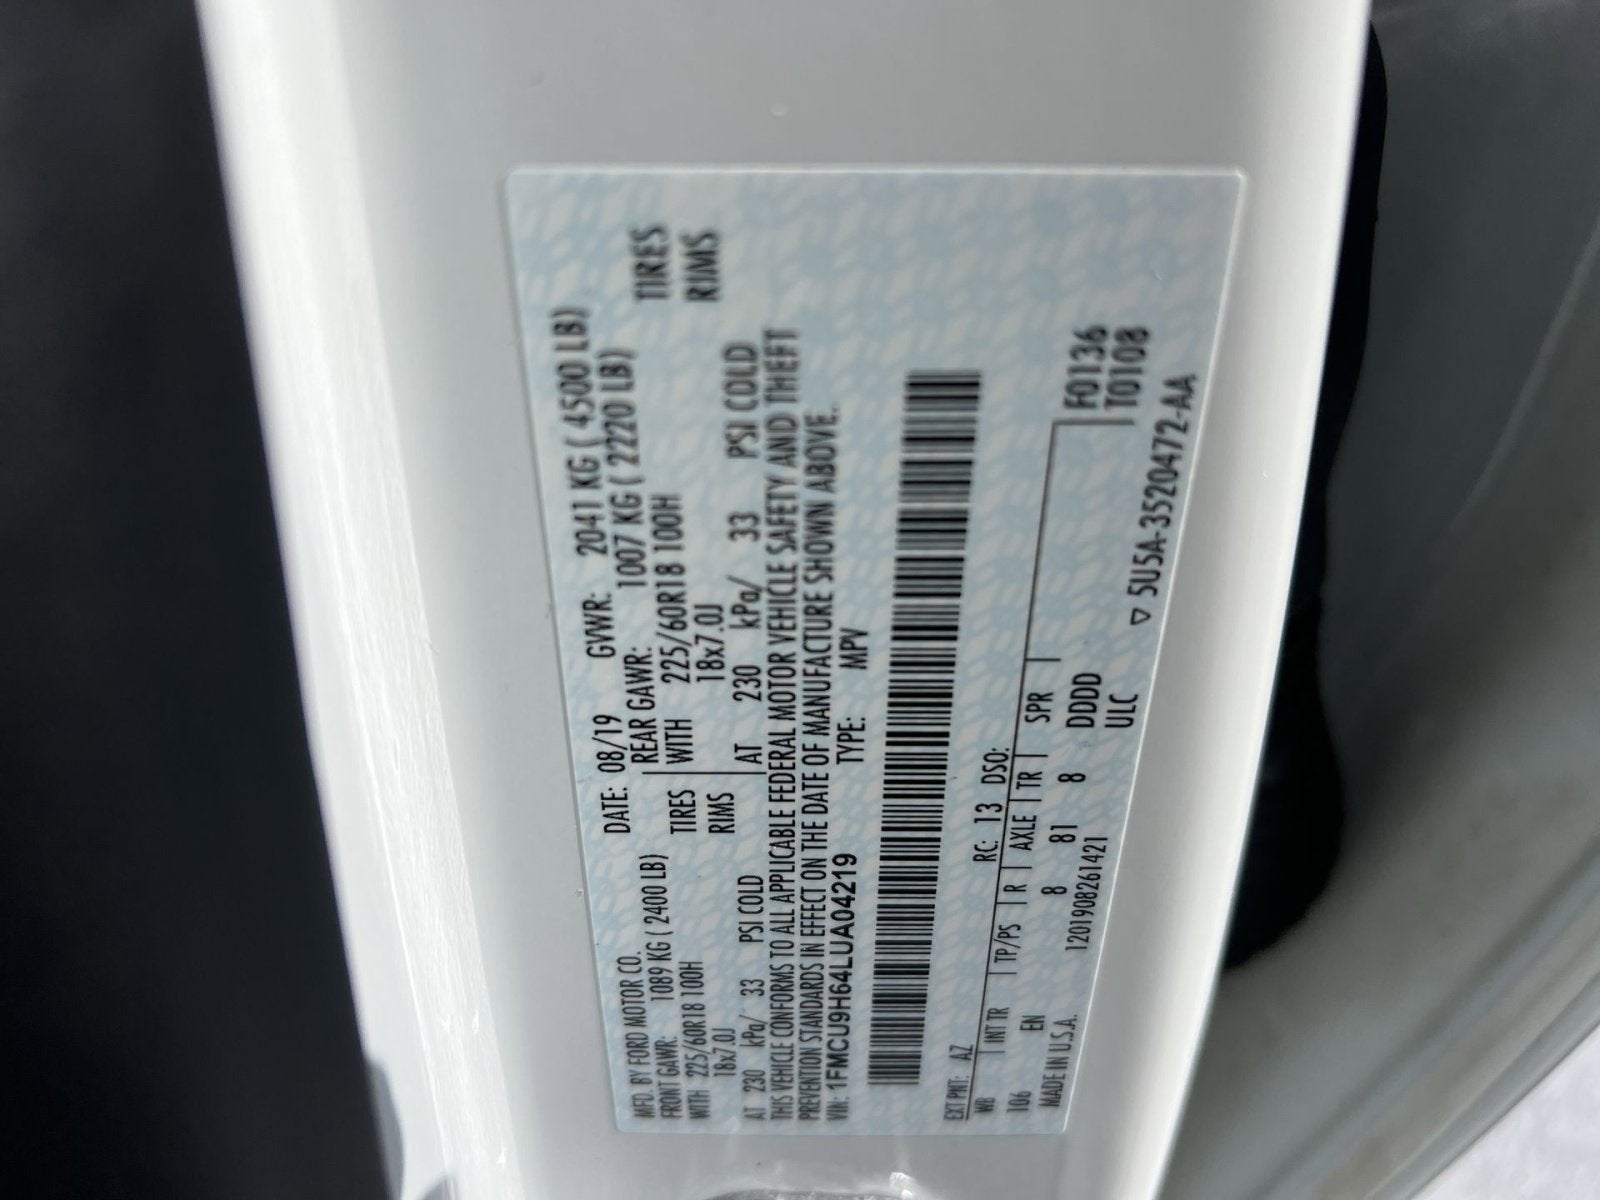 MFD. BY FORD MOTOR CO.
DATE: 08/19 GVWR: 2041 KG ( 4500 LB)
FRONT GAWR: 1089 KG ( 2400 LB) REAR GAWR: 1007 KG ( 2220 LB)
WITH 225/60R18 100H TIRES WITH 225/60R18 100H TIRES
18x7.0J RIMS 18x7.0J RIMS
AT 230 kPa/ 33 PSI COLD AT 230 kPa/ 33 PSI COLD
THIS VEHICLE CONFORMS TO ALL APPLICABLE FEDERAL MOTOR VEHICLE SAFETY AND THEFT
PREVENTION STANDARDS IN EFFECT ON THE DATE OF MANUFACTURE SHOWN ABOVE.
VIN: 1FMCU9H64LUA04219 TYPE: MPV
EXT PNT: AZ RC: 13 DSO:
WB INT TR TP/PS R AXLE TR SPR F0136
106 EN 8 81 8 DDDD T0108
MADE IN U.S.A. 1201908261421 ULC ▽ 5U5A-3520472-AA